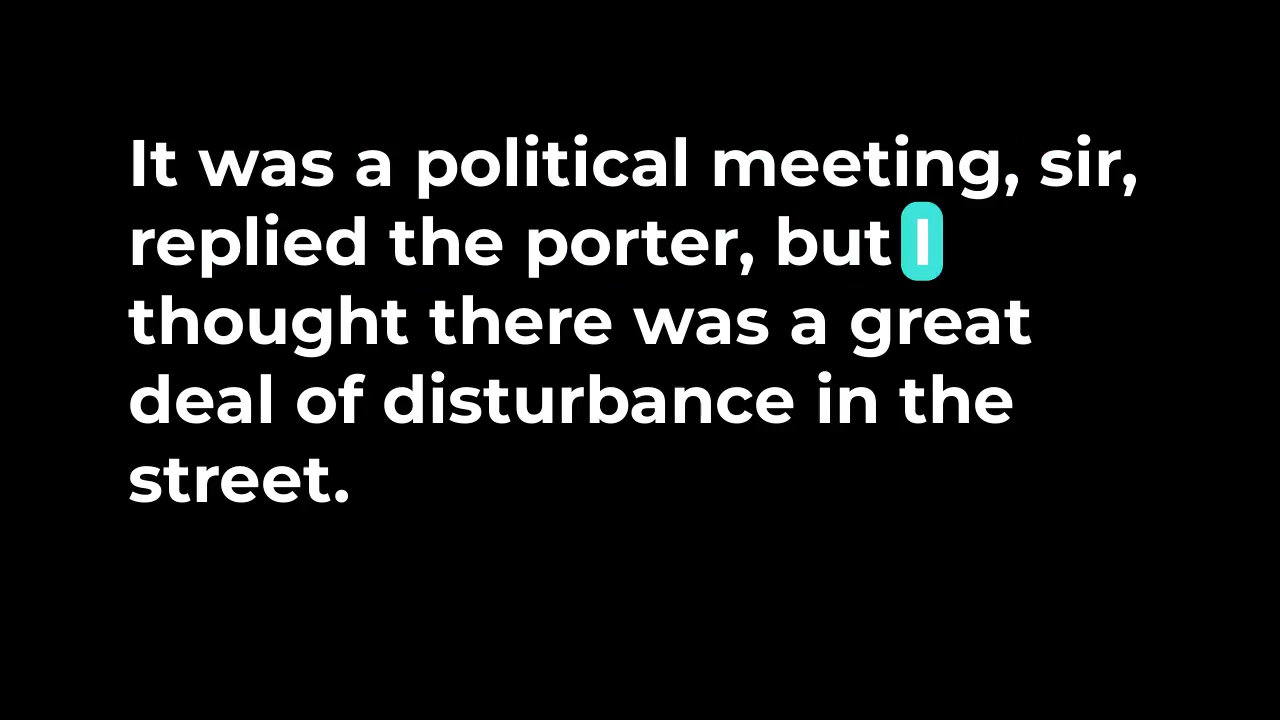 It was a political meeting, sir,
replied the porter, but I
thought there was a great
deal of disturbance in the
street.